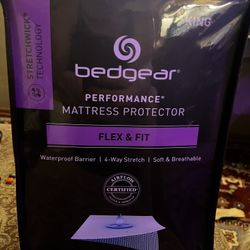 STRETCHWICK®
TECHNOLOGY
KING
bedgear®
PERFORMANCE®
MATTRESS PROTECTOR
FLEX & FIT
Waterproof Barrier | 4-Way Stretch | Soft & Breathable
AIRFLOW
CERTIFIED